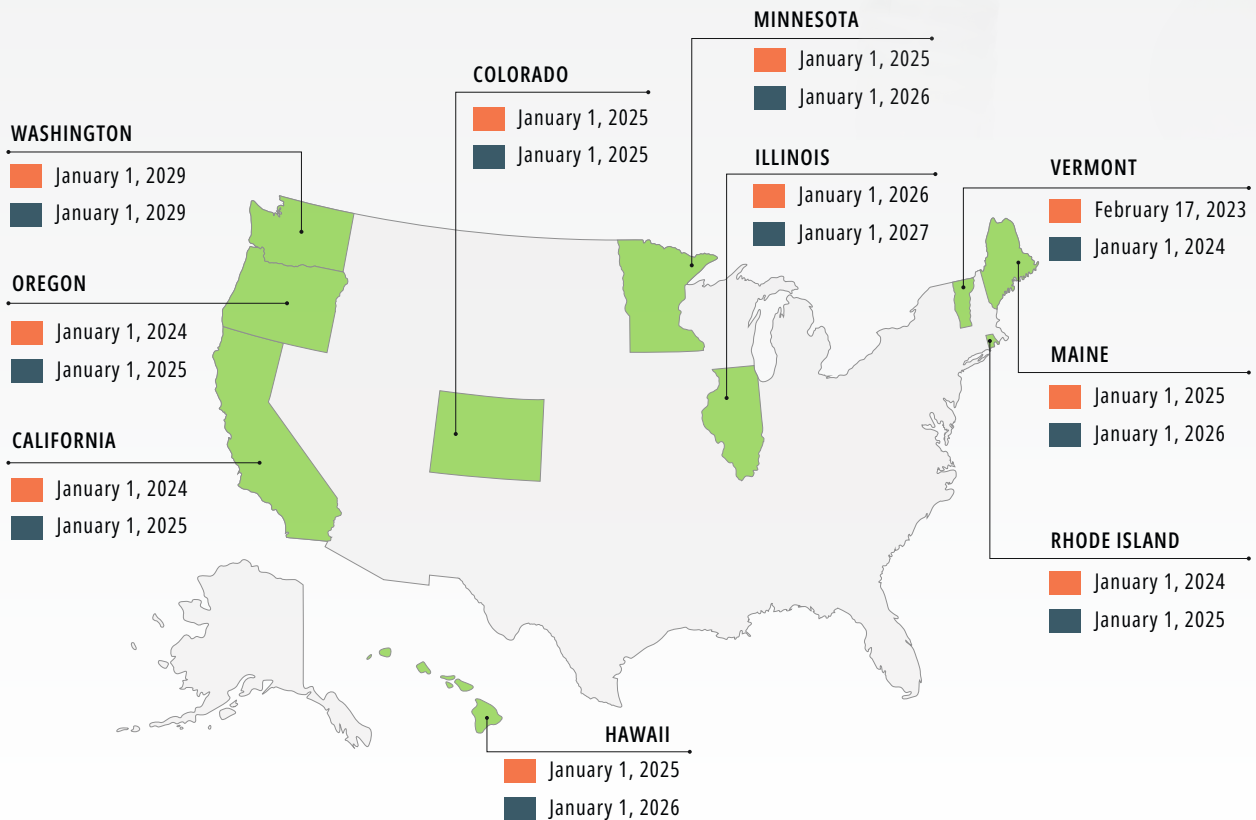 WASHINGTON
January 1, 2029
January 1, 2029
OREGON
January 1, 2024
January 1, 2025
CALIFORNIA
January 1, 2024
January 1, 2025
COLORADO
January 1, 2025
January 1, 2025
MINNESOTA
January 1, 2025
January 1, 2026
ILLINOIS
January 1, 2026
January 1, 2027
VERMONT
February 17, 2023
January 1, 2024
MAINE
January 1, 2025
January 1, 2026
RHODE ISLAND
January 1, 2024
January 1, 2025
HAWAII
January 1, 2025
January 1, 2026